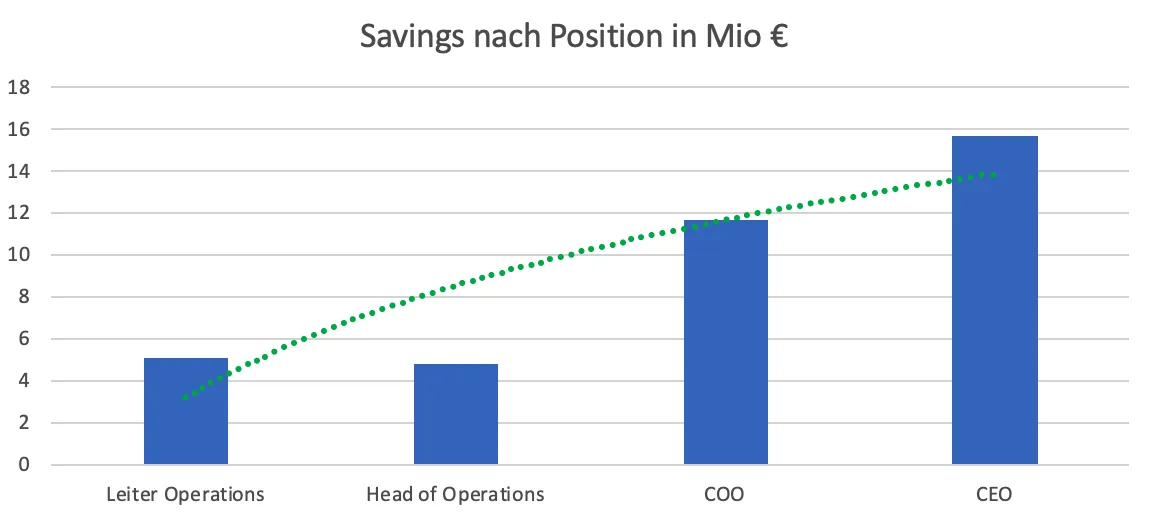 Savings nach Position in Mio €
18
16
14
12
10
8
6
4
2
0
Leiter Operations
Head of Operations
COO
CEO